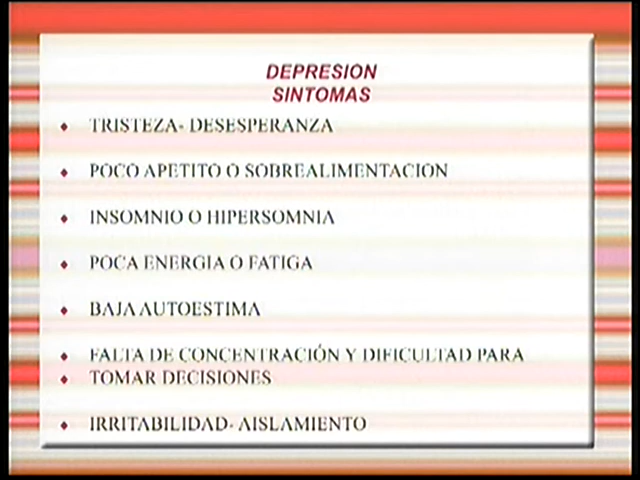 DEPRESION
SINTOMAS
TRISTEZA- DESESPERANZA
POCO APETITO O SOBREALIMENTACION
INSOMNIO O HIPERSOMNIA
POCA ENERGIA O FATIGA
BAJA AUTOESTIMA
FALTA DE CONCENTRACIÓN Y DIFICULTAD PARA
TOMAR DECISIONES
IRRITABILIDAD- AISLAMIENTO